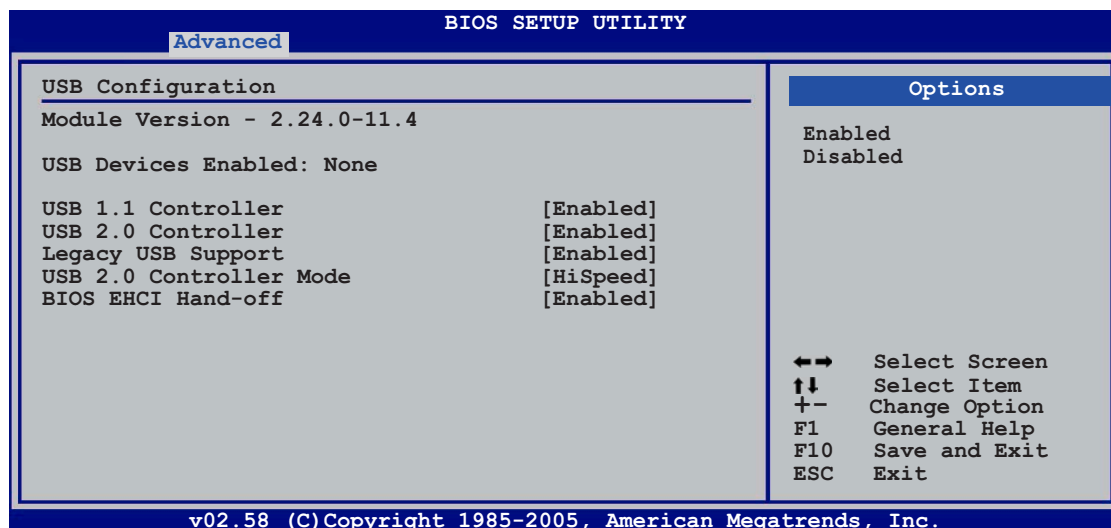 BIOS SETUP UTILITY
Advanced
USB Configuration
Module Version - 2.24.0-11.4
USB Devices Enabled: None
USB 1.1 Controller [Enabled]
USB 2.0 Controller [Enabled]
Legacy USB Support [Enabled]
USB 2.0 Controller Mode [HiSpeed]
BIOS EHCI Hand-off [Enabled]
Options
Enabled
Disabled
←→ Select Screen
↑↓ Select Item
+- Change Option
F1 General Help
F10 Save and Exit
ESC Exit
v02.58 (C)Copyright 1985-2005, American Megatrends, Inc.